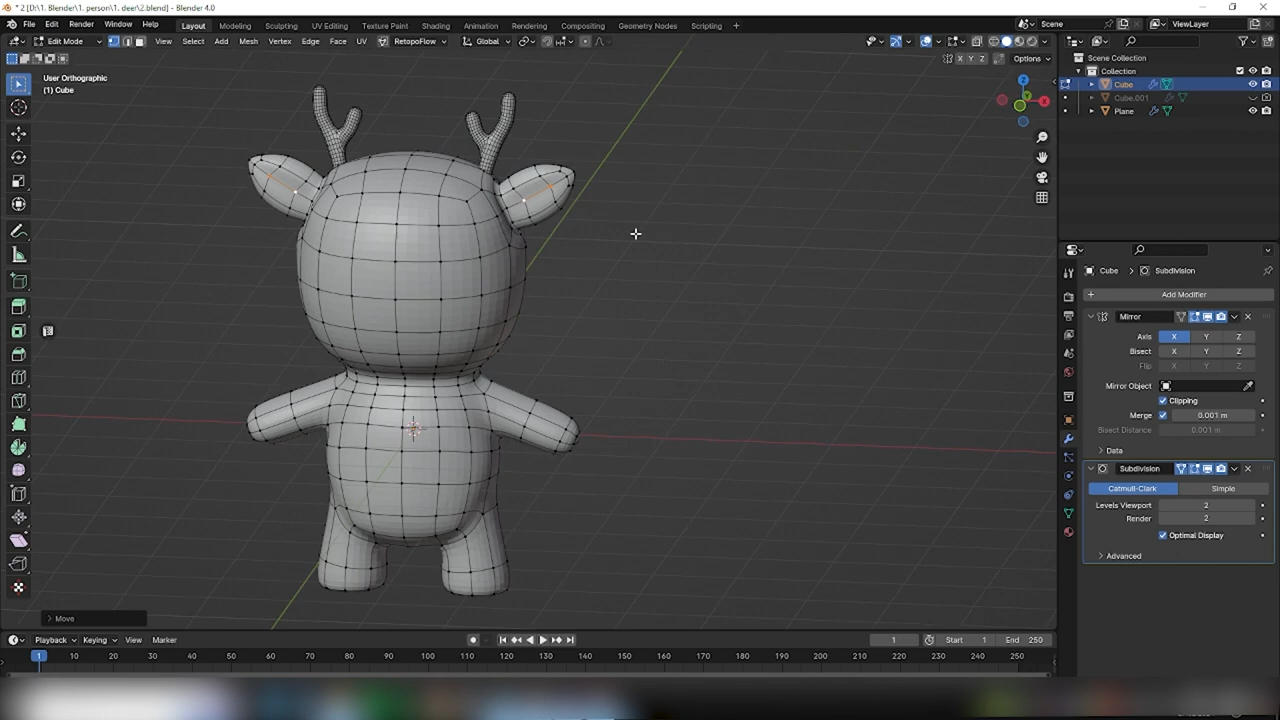 * 2 [D:\1. Blender\1. person\1. deer\2.blend] - Blender 4.0
File Edit Render Window Help Layout Modeling Sculpting UV Editing Texture Paint Shading Animation Rendering Compositing Geometry Nodes Scripting + Scene ViewLayer
Edit Mode View Select Add Mesh Vertex Edge Face UV RetopoFlow Global
X Y Z Options
User Orthographic
(1) Cube
Z
Y
X
Scene Collection
Collection
Cube
Cube.001
Plane
Cube > Subdivision
+ Add Modifier
Mirror
Axis X Y Z
Bisect X Y Z
Flip X Y Z
Mirror Object
Clipping
Merge 0.001 m
Bisect Distance 0.001 m
> Data
Subdivision
Catmull-Clark Simple
Levels Viewport 2
Render 2
Optimal Display
> Advanced
> Move
Playback Keying View Marker 1 Start 1 End 250
1 10 20 30 40 50 60 70 80 90 100 110 120 130 140 150 160 170 180 190 200 210 220 230 240 250